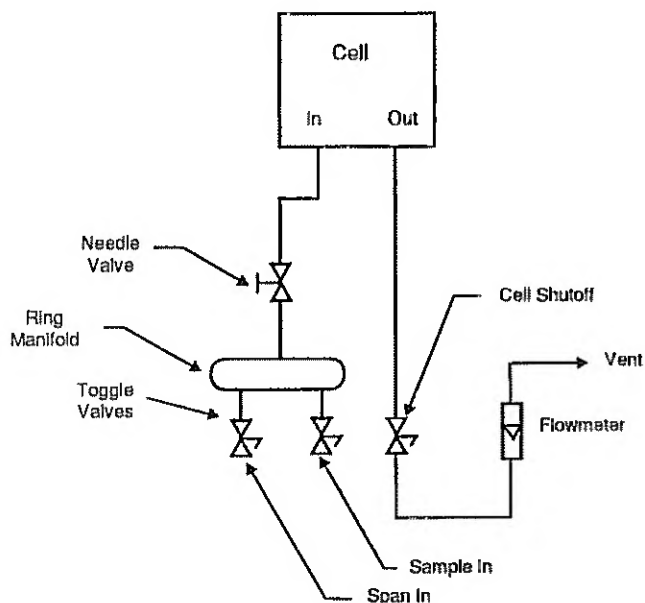 Cell
In Out
Needle
Valve
Cell Shutoff
Ring
Manifold
Vent
Toggle
Valves
Flowmeter
Sample In
Span In